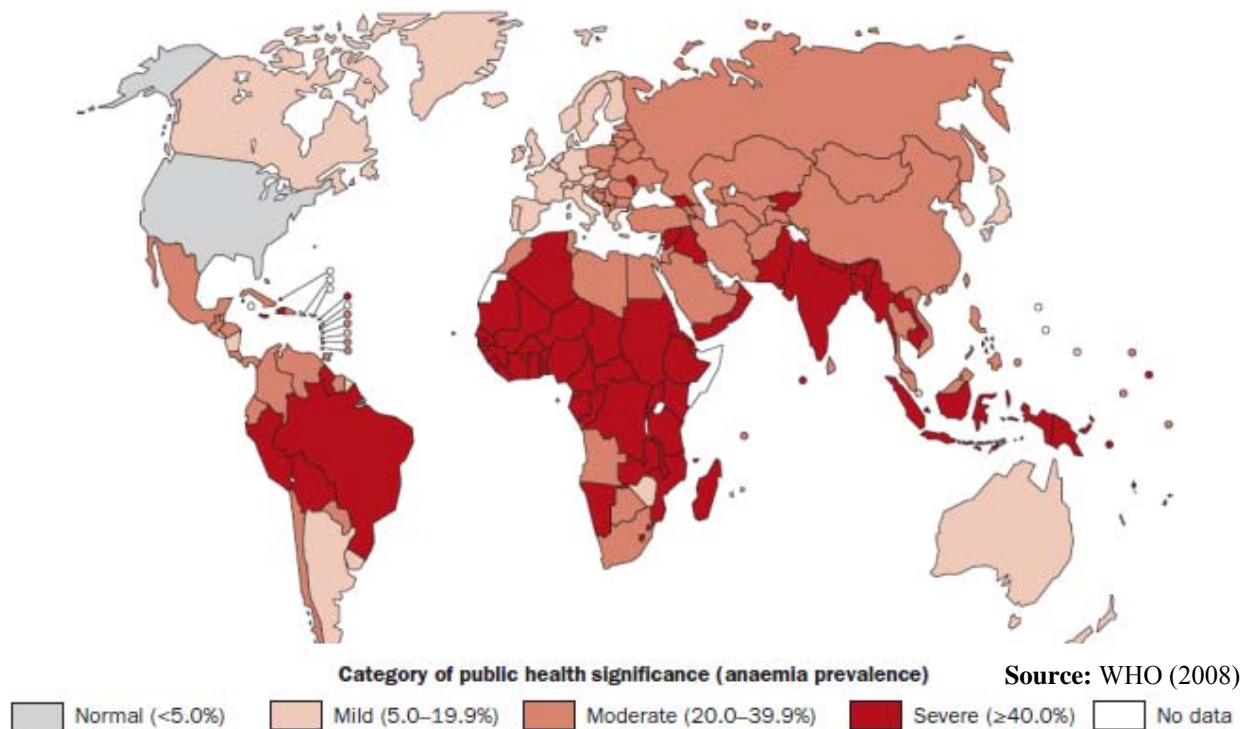 Category of public health significance (anaemia prevalence)
Source: WHO (2008)
Normal (<5.0%)
Mild (5.0–19.9%)
Moderate (20.0–39.9%)
Severe (≥40.0%)
No data